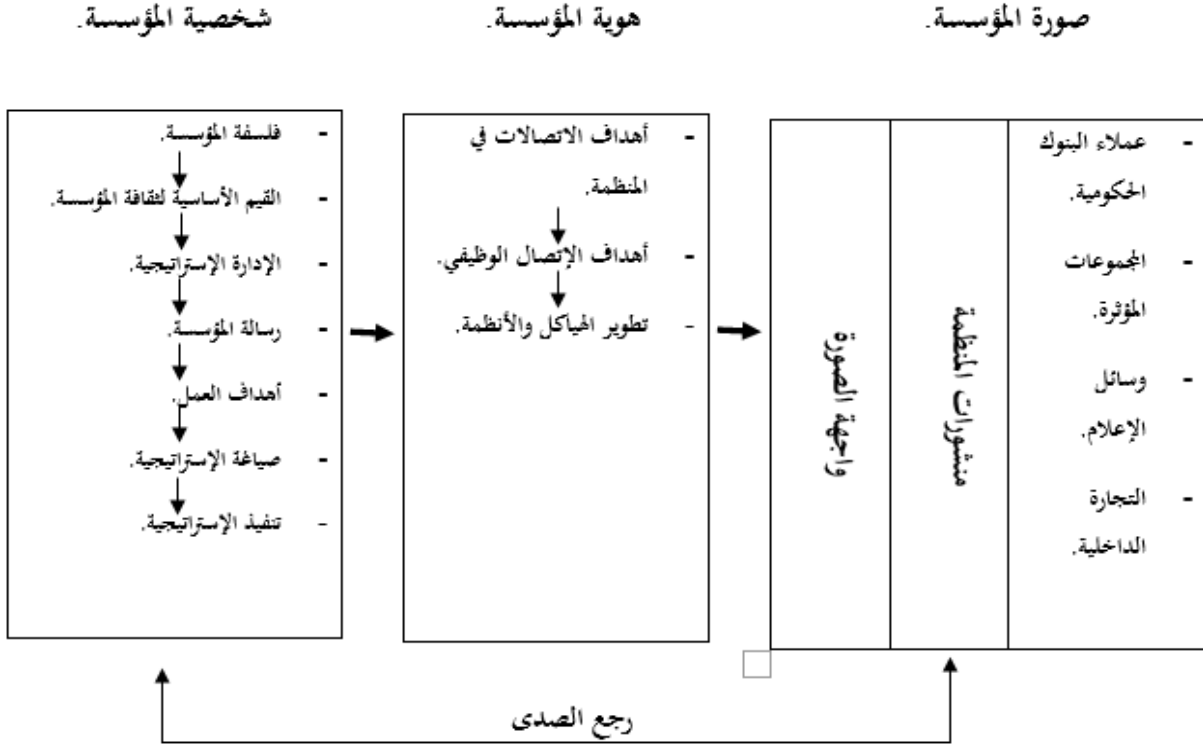 صورة المؤسسة.
هوية المؤسسة.
شخصية المؤسسة.
- عملاء البنوك
الحكومية.
- المجموعات
المؤثرة.
- وسائل
الإعلام.
- التجارة
الداخلية.
منشورات المنظمة
واجهة الصورة
- أهداف الاتصالات في
المنظمة.
- أهداف الإتصال الوظيفي.
- تطوير الهياكل والأنظمة.
- فلسفة المؤسسة.
- القيم الأساسية لثقافة المؤسسة.
- الإدارة الإستراتيجية.
- رسالة المؤسسة.
- أهداف العمل.
- صياغة الإستراتيجية.
- تنفيذ الإستراتيجية.
رجع الصدى